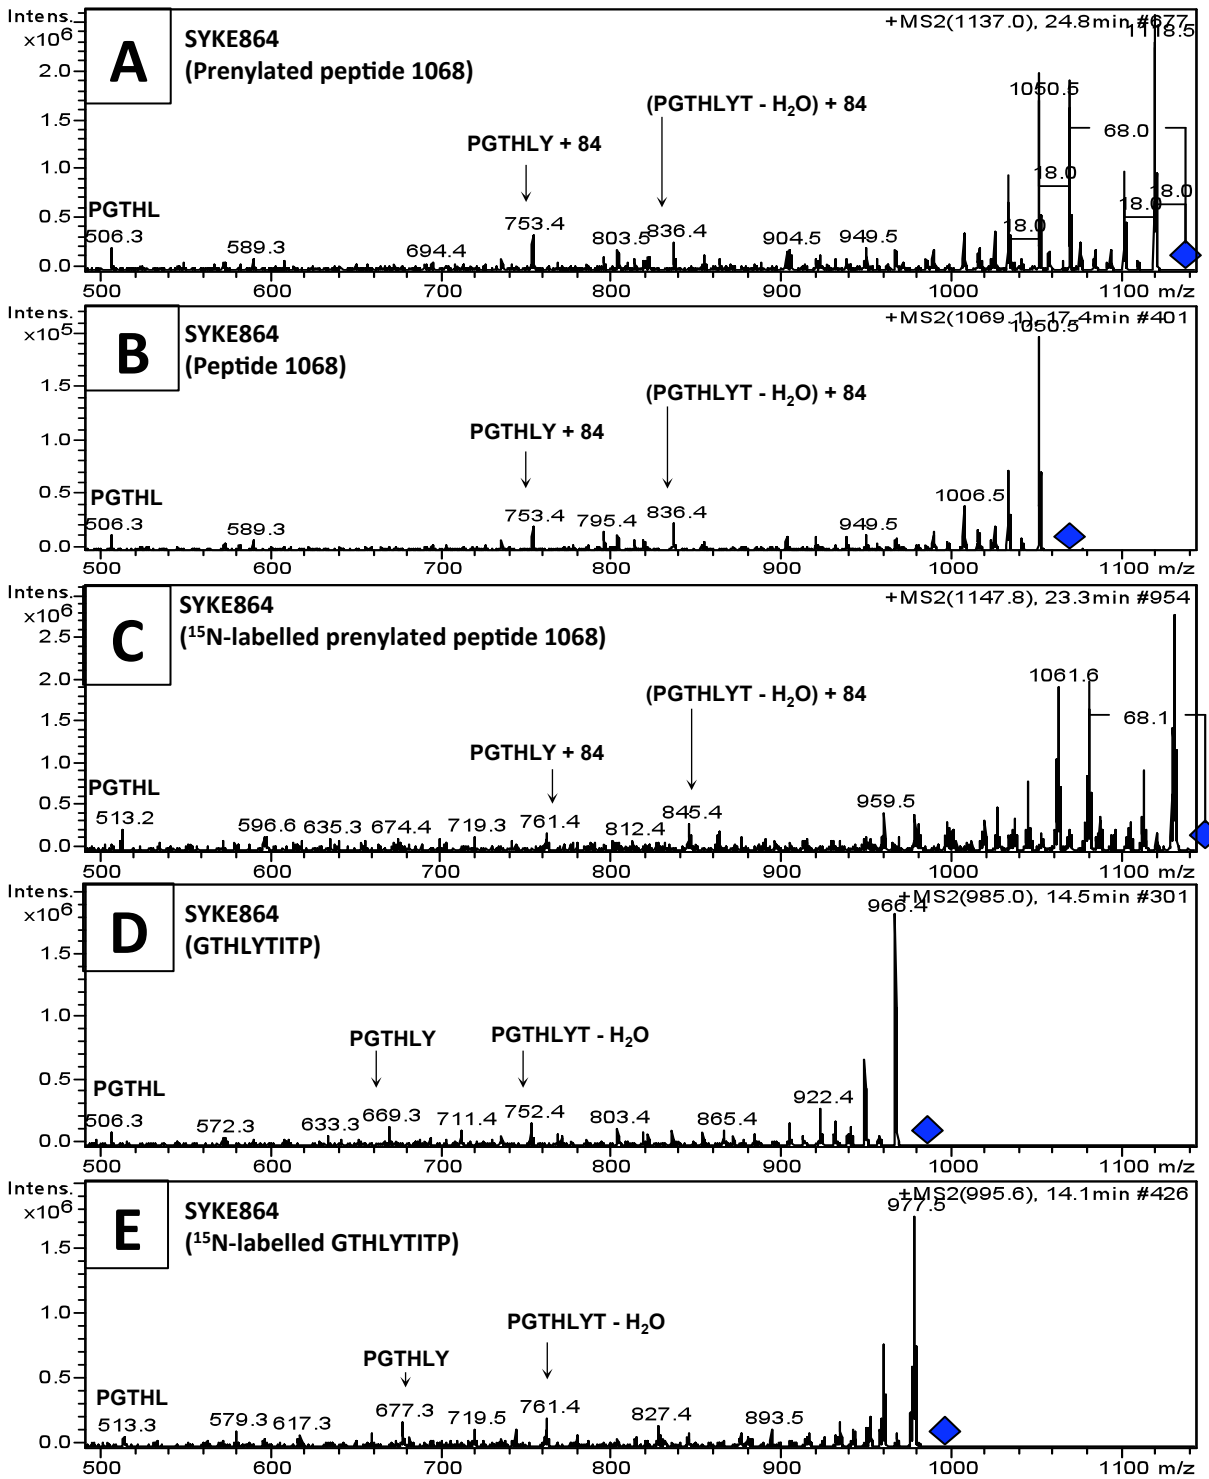 Intens.
x10⁶
A
SYKE864
(Prenylated peptide 1068)
+MS2(1137.0), 24.8min #677
1118.5
2.0
1.5
1.0
0.5
0.0
(PGTHLYT - H₂O) + 84
PGTHLY + 84
1050.5
68.0
18.0
18.0
18.0
18.0
PGTHL
506.3
589.3
694.4
753.4
803.5
836.4
904.5
949.5
500 600 700 800 900 1000 1100 m/z
Intens.
x10⁵
B
SYKE864
(Peptide 1068)
+MS2(1069.1), 17.4min #401
1050.5
1.5
1.0
0.5
0.0
(PGTHLYT - H₂O) + 84
PGTHLY + 84
PGTHL
506.3
589.3
753.4
795.4
836.4
949.5
1006.5
500 600 700 800 900 1000 1100 m/z
Intens.
x10⁶
C
SYKE864
(¹⁵N-labelled prenylated peptide 1068)
+MS2(1147.8), 23.3min #954
2.5
2.0
1.5
1.0
0.5
0.0
(PGTHLYT - H₂O) + 84
PGTHLY + 84
1061.6
68.1
PGTHL
513.2
596.6
635.3
674.4
719.3
761.4
812.4
845.4
959.5
500 600 700 800 900 1000 1100 m/z
Intens.
x10⁶
D
SYKE864
(GTHLYTITP)
+MS2(985.0), 14.5min #301
966.4
1.5
1.0
0.5
0.0
PGTHLY
PGTHLYT - H₂O
PGTHL
506.3
572.3
633.3
669.3
711.4
752.4
803.4
865.4
922.4
500 600 700 800 900 1000 1100 m/z
Intens.
x10⁶
E
SYKE864
(¹⁵N-labelled GTHLYTITP)
+MS2(995.6), 14.1min #426
977.5
1.5
1.0
0.5
0.0
PGTHLYT - H₂O
PGTHLY
PGTHL
513.3
579.3
617.3
677.3
719.5
761.4
827.4
893.5
500 600 700 800 900 1000 1100 m/z